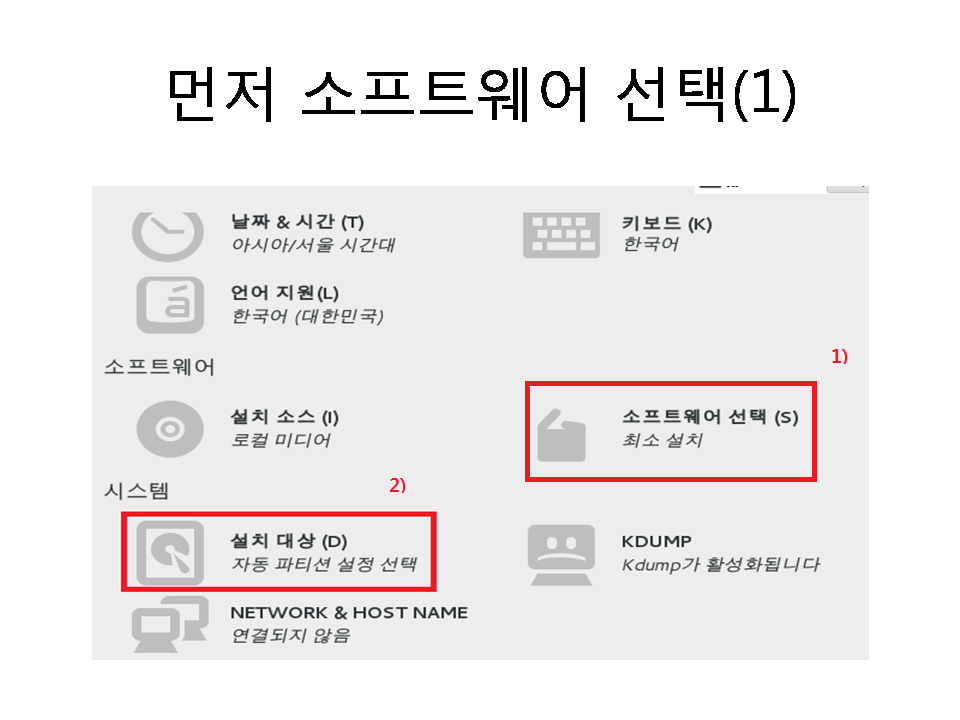 먼저 소프트웨어 선택(1)
날짜 & 시간 (T)
아시아/서울 시간대
키보드 (K)
한국어
언어 지원(L)
한국어 (대한민국)
소프트웨어
1)
설치 소스 (I)
로컬 미디어
소프트웨어 선택 (S)
최소 설치
시스템
2)
설치 대상 (D)
자동 파티션 설정 선택
KDUMP
Kdump가 활성화됩니다
NETWORK & HOST NAME
연결되지 않음